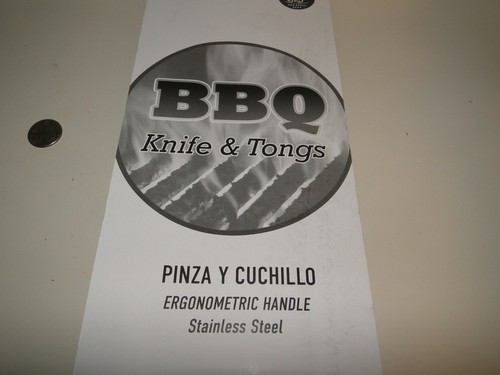 BBQ
Knife & Tongs
PINZA Y CUCHILLO
ERGONOMETRIC HANDLE
Stainless Steel